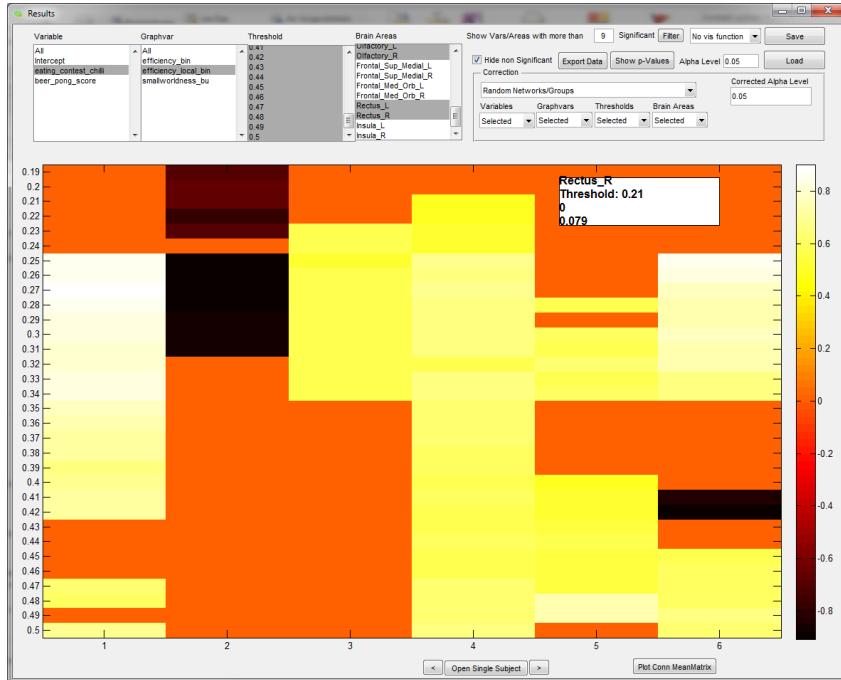 Results
Variable Graphvar Threshold Brain Areas Show Vars/Areas with more than 9 Significant Filter No vis function Save
All
Intercept
eating_contest_chilli
beer_pong_score
All
efficiency_bin
efficiency_local_bin
smallworldness_bu
0.41
0.42
0.43
0.44
0.45
0.46
0.47
0.48
0.49
0.5
Olfactory_L
Olfactory_R
Frontal_Sup_Medial_L
Frontal_Sup_Medial_R
Frontal_Med_Orb_L
Frontal_Med_Orb_R
Rectus_L
Rectus_R
Insula_L
Insula_R
Hide non Significant Export Data Show p-Values Alpha Level 0.05 Load
Correction
Random Networks/Groups
Corrected Alpha Level
0.05
Variables Graphvars Thresholds Brain Areas
Selected Selected Selected Selected
Rectus_R
Threshold: 0.21
0
0.079
0.19
0.2
0.21
0.22
0.23
0.24
0.25
0.26
0.27
0.28
0.29
0.3
0.31
0.32
0.33
0.34
0.35
0.36
0.37
0.38
0.39
0.4
0.41
0.42
0.43
0.44
0.45
0.46
0.47
0.48
0.49
0.5
1 2 3 4 5 6
0.8
0.6
0.4
0.2
0
-0.2
-0.4
-0.6
-0.8
< Open Single Subject > Plot Conn MeanMatrix